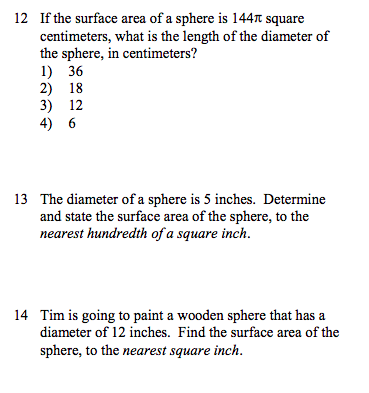 12 If the surface area of a sphere is 144π square
centimeters, what is the length of the diameter of
the sphere, in centimeters?
1) 36
2) 18
3) 12
4) 6
13 The diameter of a sphere is 5 inches. Determine
and state the surface area of the sphere, to the
nearest hundredth of a square inch.
14 Tim is going to paint a wooden sphere that has a
diameter of 12 inches. Find the surface area of the
sphere, to the nearest square inch.